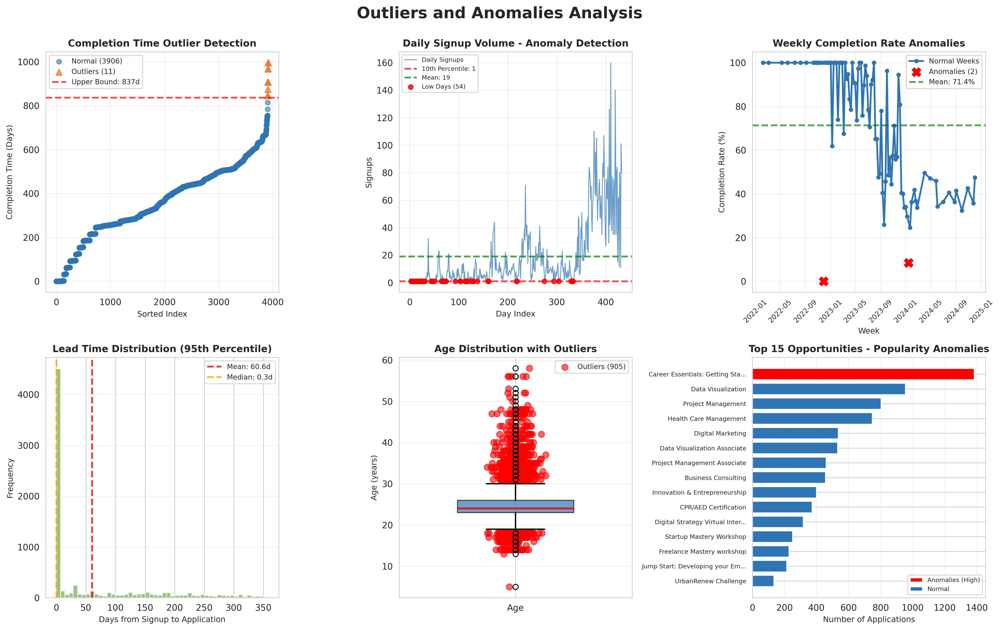 Outliers and Anomalies Analysis
Completion Time Outlier Detection
Normal (3906)
Outliers (11)
Upper Bound: 837d
1000
800
600
400
200
0
0 1000 2000 3000 4000
Completion Time (Days)
Sorted Index
Daily Signup Volume - Anomaly Detection
Daily Signups
10th Percentile: 1
Mean: 19
Low Days (54)
160
140
120
100
80
60
40
20
0
0 100 200 300 400
Signups
Day Index
Weekly Completion Rate Anomalies
Normal Weeks
Anomalies (2)
Mean: 71.4%
100
80
60
40
20
0
2022-01 2022-05 2022-09 2023-01 2023-05 2023-09 2024-01 2024-05 2024-09 2025-01
Completion Rate (%)
Week
Lead Time Distribution (95th Percentile)
Mean: 60.6d
Median: 0.3d
4000
3000
2000
1000
0
0 50 100 150 200 250 300 350
Frequency
Days from Signup to Application
Age Distribution with Outliers
Outliers (905)
60
50
40
30
20
10
Age (years)
Age
Top 15 Opportunities - Popularity Anomalies
Career Essentials: Getting Sta...
Data Visualization
Project Management
Health Care Management
Digital Marketing
Data Visualization Associate
Project Management Associate
Business Consulting
Innovation & Entrepreneurship
CPR/AED Certification
Digital Strategy Virtual Inter...
Startup Mastery Workshop
Freelance Mastery workshop
Jump Start: Developing your Em...
UrbanRenew Challenge
Anomalies (High)
Normal
0 200 400 600 800 1000 1200 1400
Number of Applications